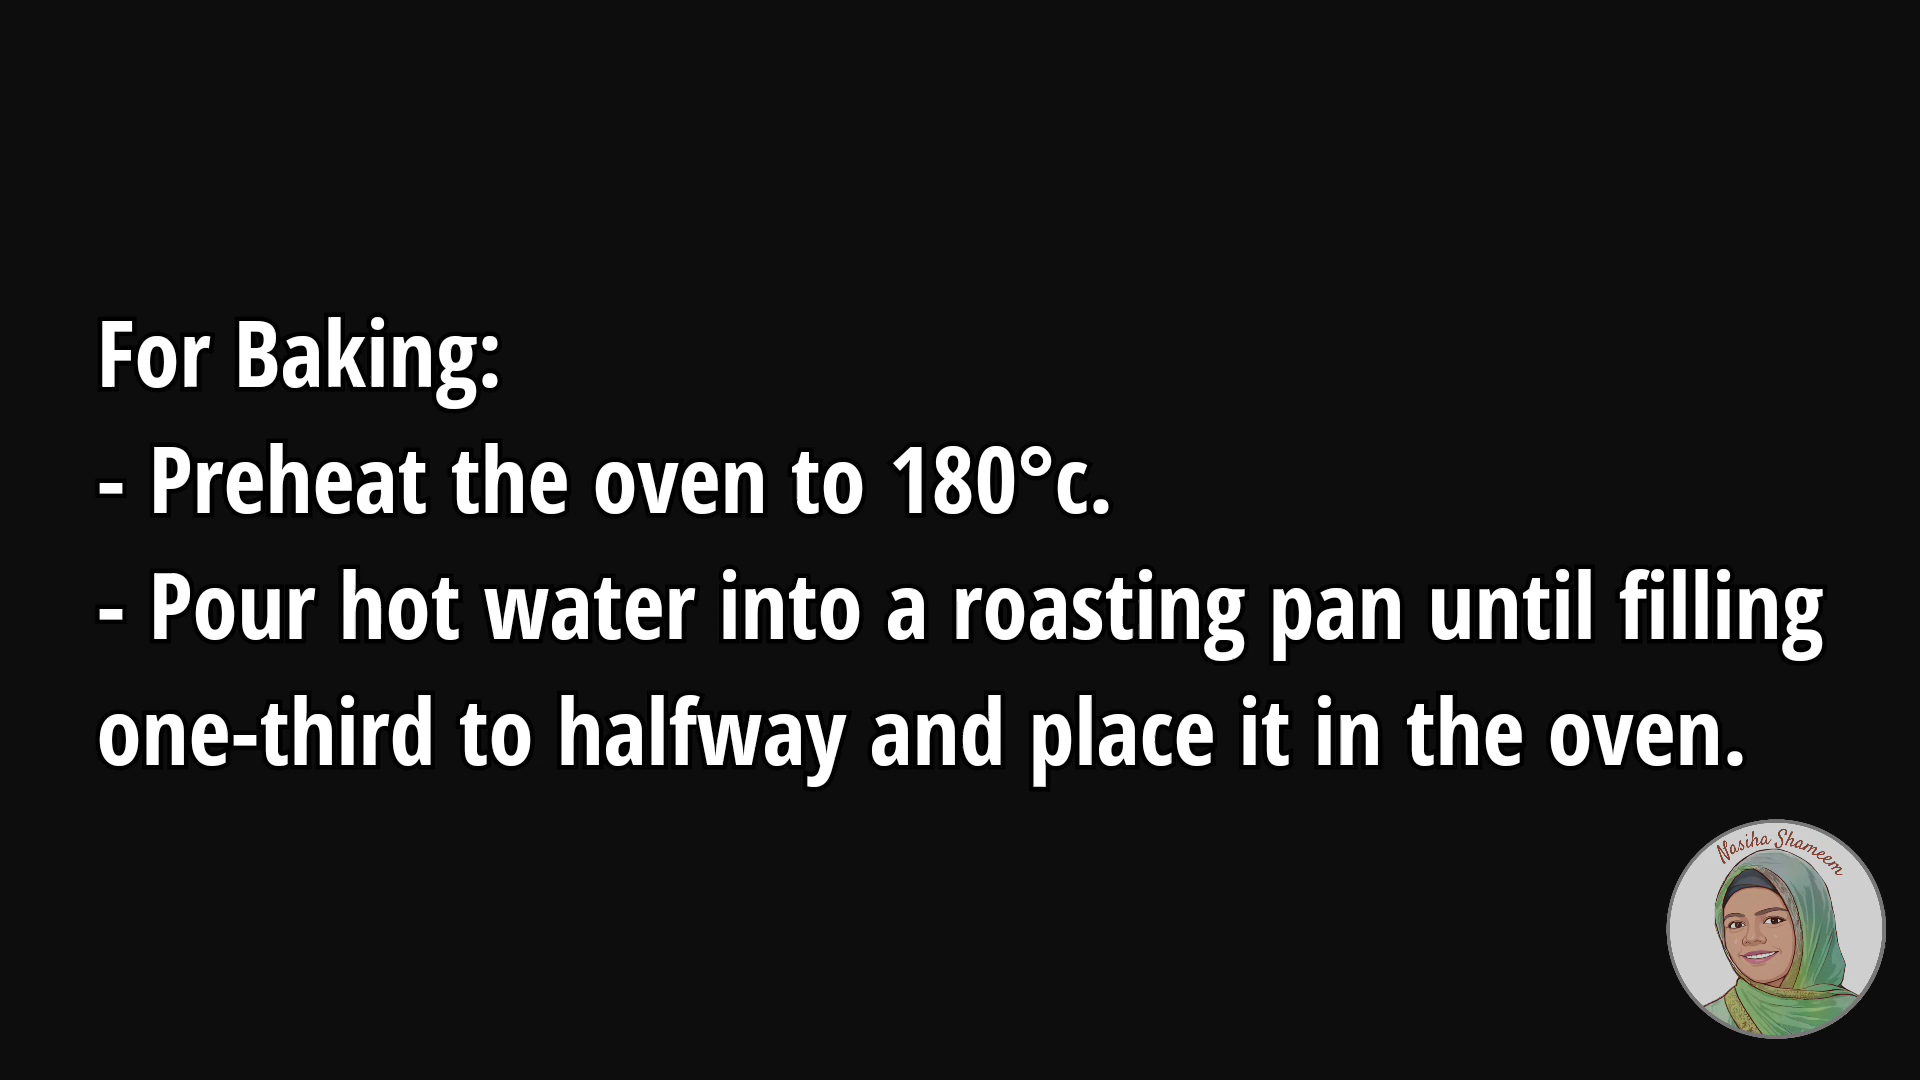 For Baking:
- Preheat the oven to 180°c.
- Pour hot water into a roasting pan until filling
one-third to halfway and place it in the oven.
Nasiha Shameem